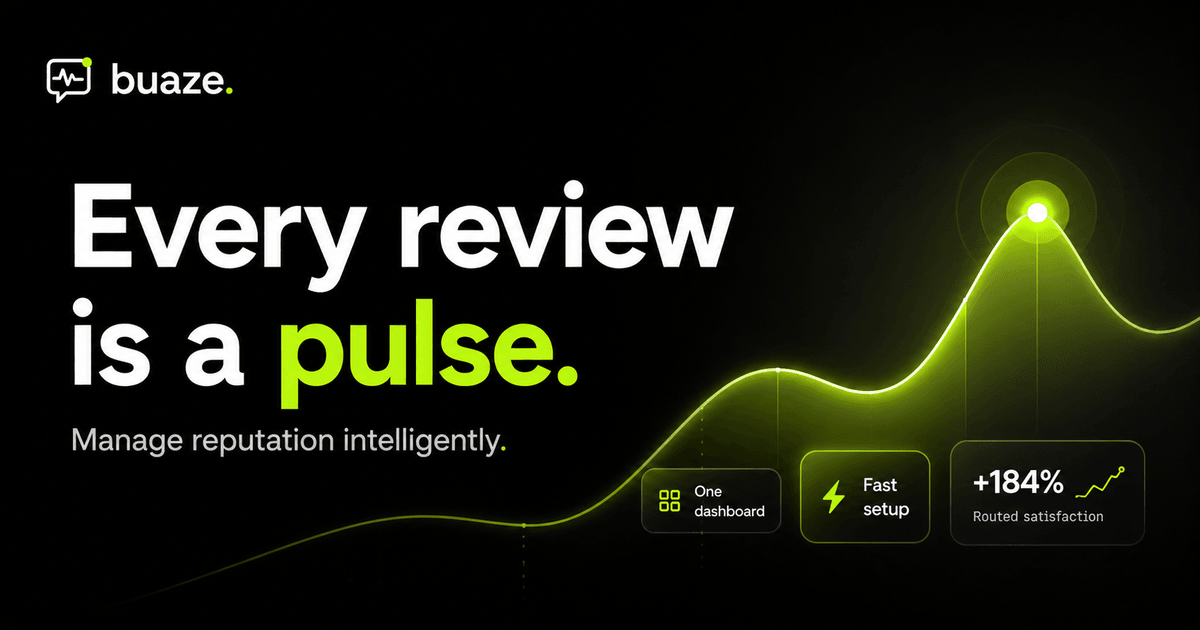 buaze.
Every review
is a pulse.
Manage reputation intelligently.
One
dashboard
Fast
setup
+184%
Routed satisfaction